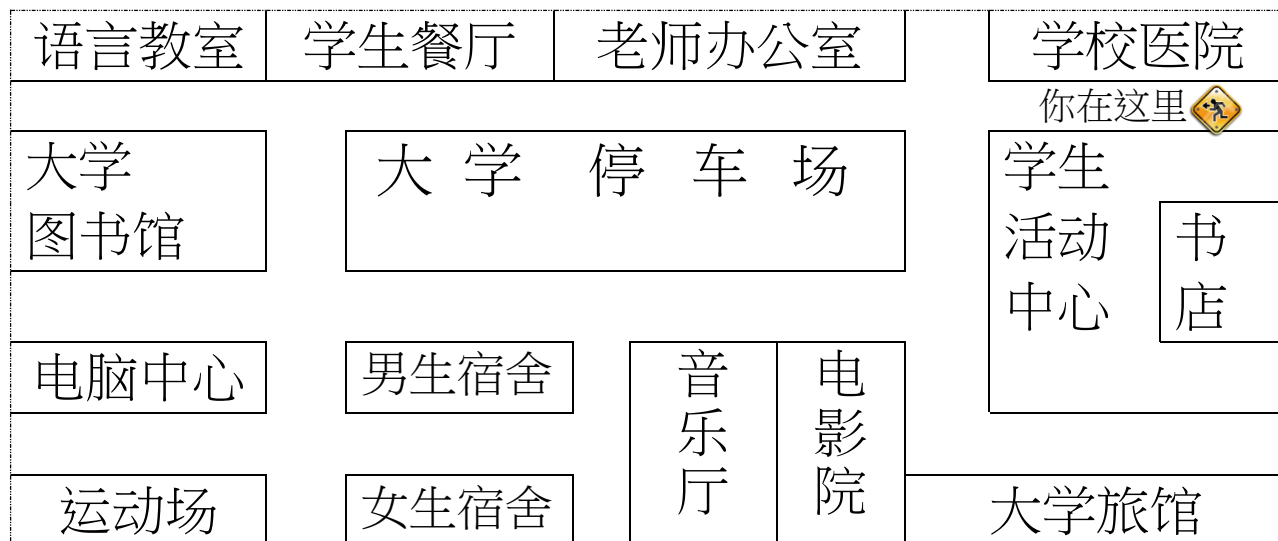 语言教室
学生餐厅
老师办公室
学校医院
你在这里
大学
图书馆
大 学 停 车 场
学生
活动
中心
书
店
电脑中心
男生宿舍
音
乐
厅
电
影
院
运动场
女生宿舍
大学旅馆